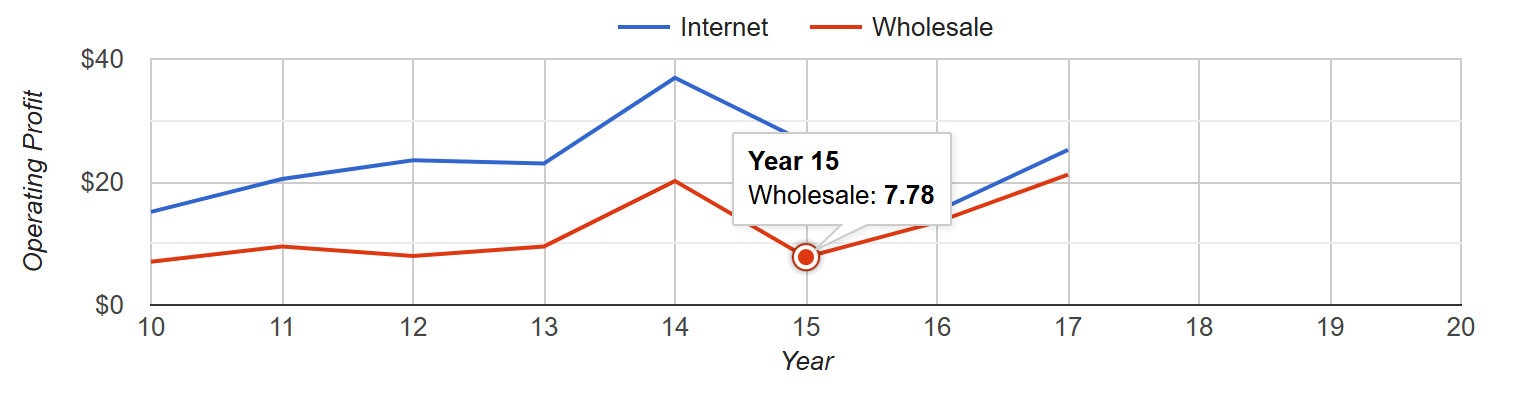 Internet Wholesale
$40
$20
$0
Operating Profit
Year 15
Wholesale: 7.78
10 11 12 13 14 15 16 17 18 19 20
Year